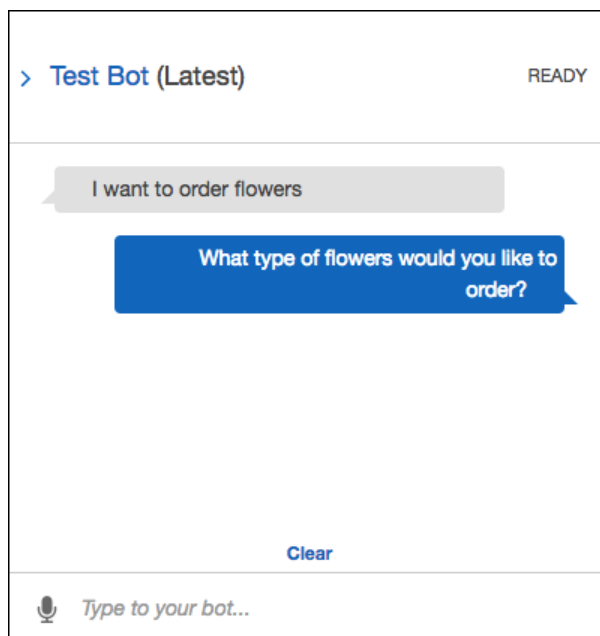 Test Bot (Latest)
READY
I want to order flowers
What type of flowers would you like to
order?
Clear
Type to your bot...